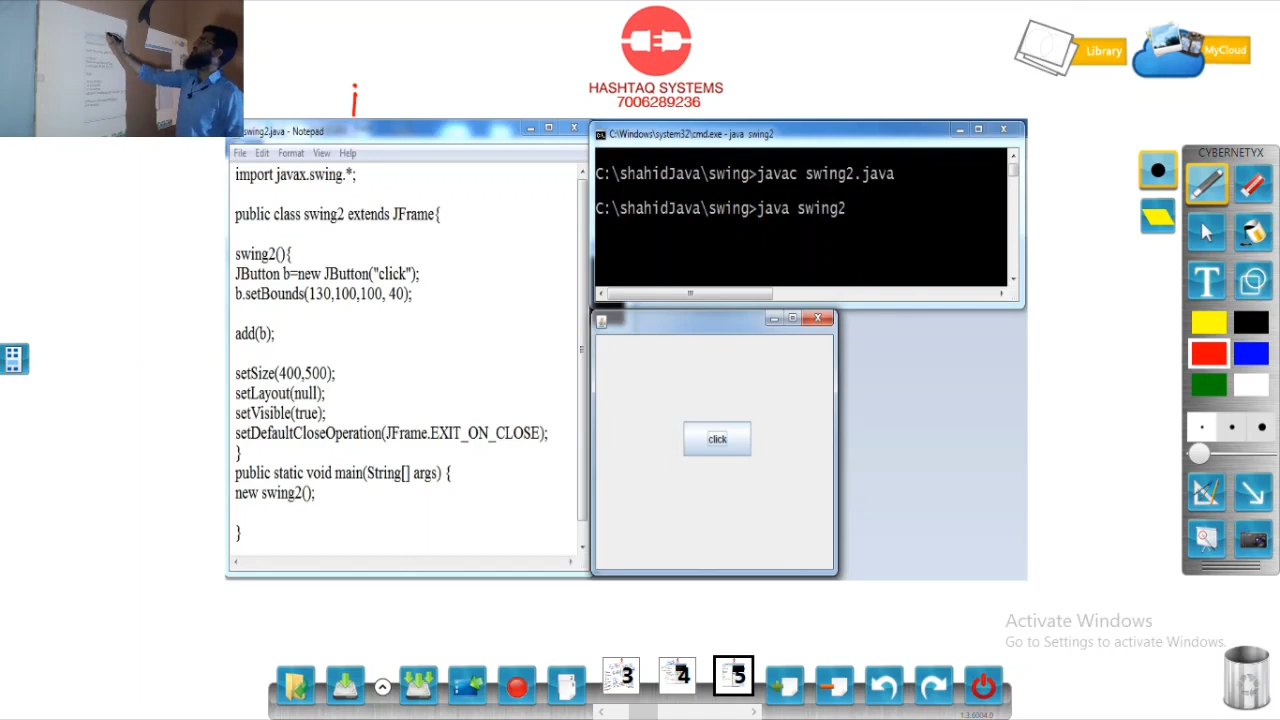 HASHTAQ SYSTEMS
7006289236
Library
MyCloud
i
swing2.java - Notepad
File Edit Format View Help
import javax.swing.*;
public class swing2 extends JFrame{
swing2(){
JButton b=new JButton("click");
b.setBounds(130,100,100, 40);
add(b);
setSize(400,500);
setLayout(null);
setVisible(true);
setDefaultCloseOperation(JFrame.EXIT_ON_CLOSE);
}
public static void main(String[] args) {
new swing2();
}
C:\Windows\system32\cmd.exe - java swing2
C:\shahidJava\swing>javac swing2.java
C:\shahidJava\swing>java swing2
click
CYBERNETYX
T
Activate Windows
Go to Settings to activate Windows.
3
4
5
1.3.6004.0